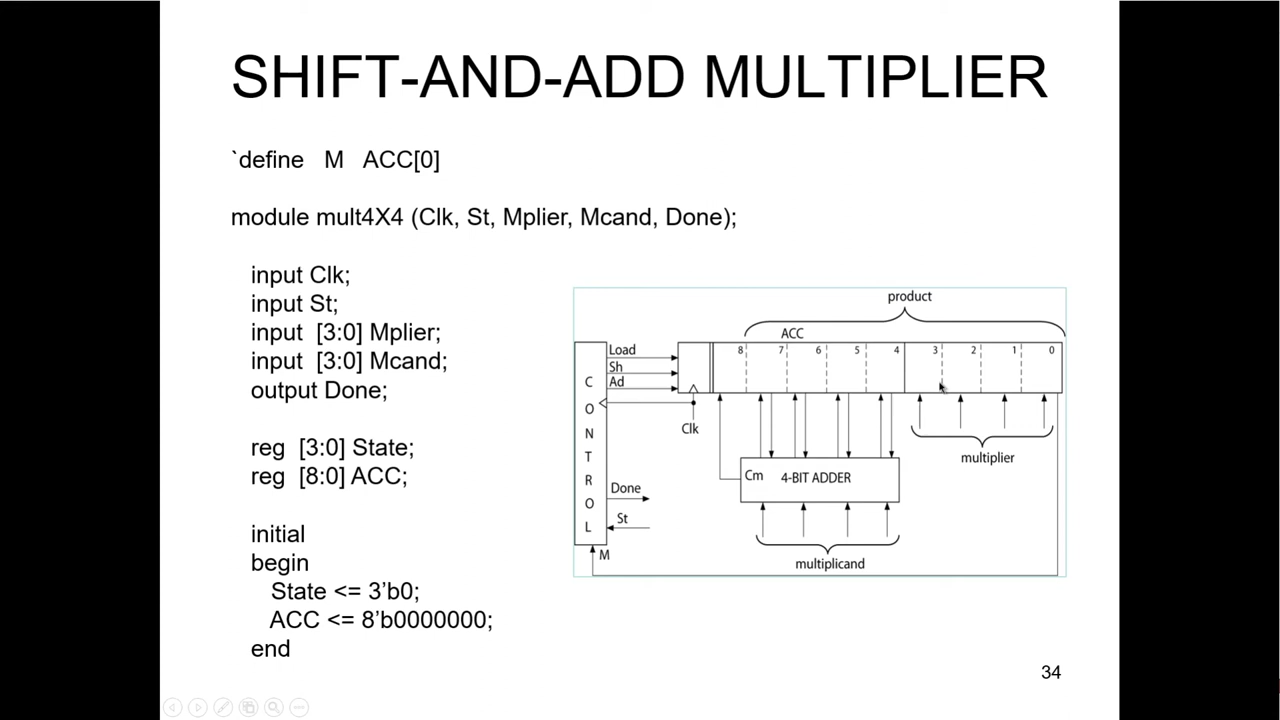 SHIFT-AND-ADD MULTIPLIER
`define M ACC[0]
module mult4X4 (Clk, St, Mplier, Mcand, Done);
input Clk;
input St;
input [3:0] Mplier;
input [3:0] Mcand;
output Done;
reg [3:0] State;
reg [8:0] ACC;
initial
begin
State <= 3’b0;
ACC <= 8’b0000000;
end
product
ACC
8 7 6 5 4 3 2 1 0
Load
Sh
Ad
CONTROL
Clk
multiplier
Cm 4-BIT ADDER
Done
St
M
multiplicand
34